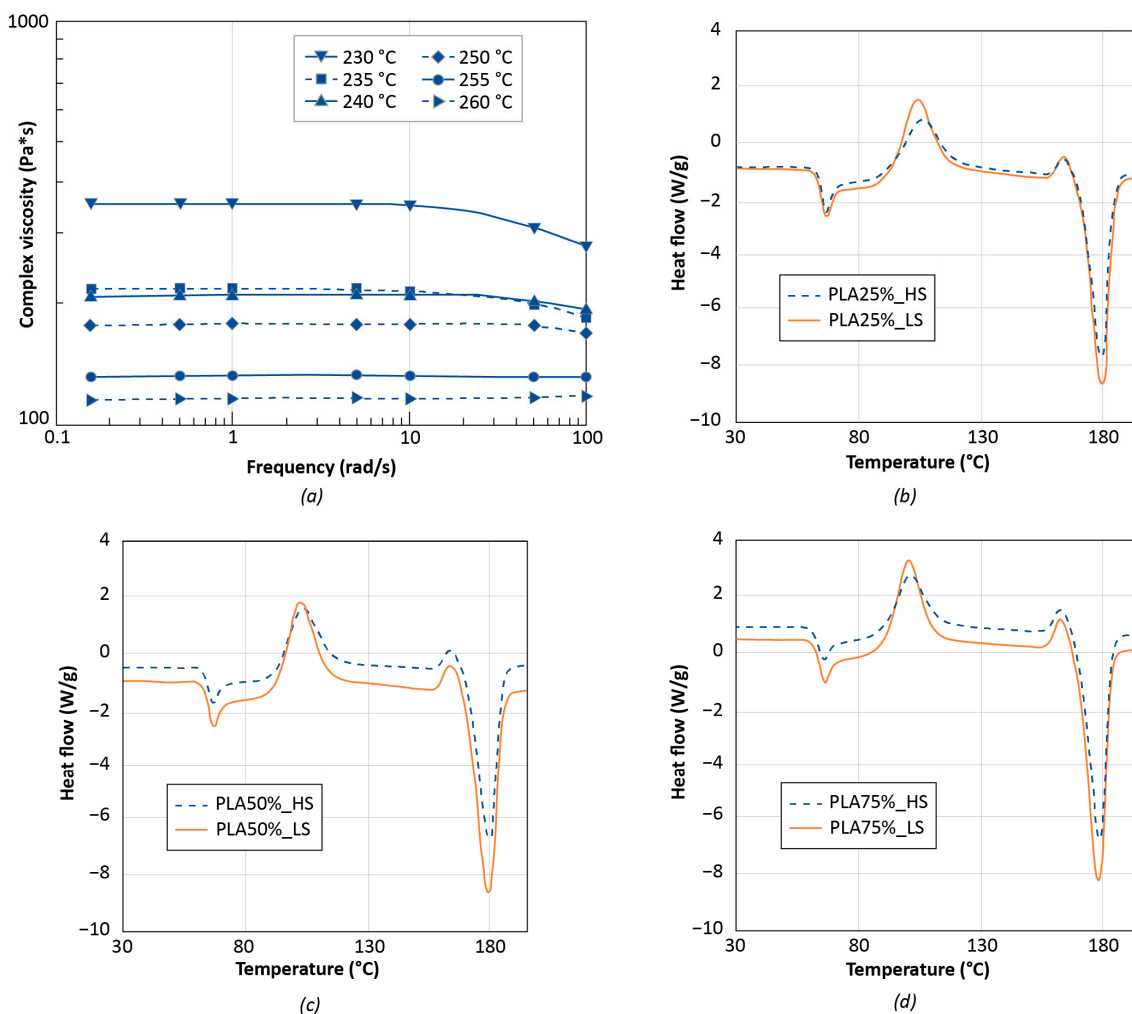 1000
230 °C
250 °C
235 °C
255 °C
240 °C
260 °C
Complex viscosity (Pa*s)
100
0.1
1
10
100
Frequency (rad/s)
(a)
4
2
0
−2
−4
−6
−8
−10
Heat flow (W/g)
PLA25%_HS
PLA25%_LS
30
80
130
180
Temperature (°C)
(b)
4
2
0
−2
−4
−6
−8
−10
Heat flow (W/g)
PLA50%_HS
PLA50%_LS
30
80
130
180
Temperature (°C)
(c)
4
2
0
−2
−4
−6
−8
−10
Heat flow (W/g)
PLA75%_HS
PLA75%_LS
30
80
130
180
Temperature (°C)
(d)